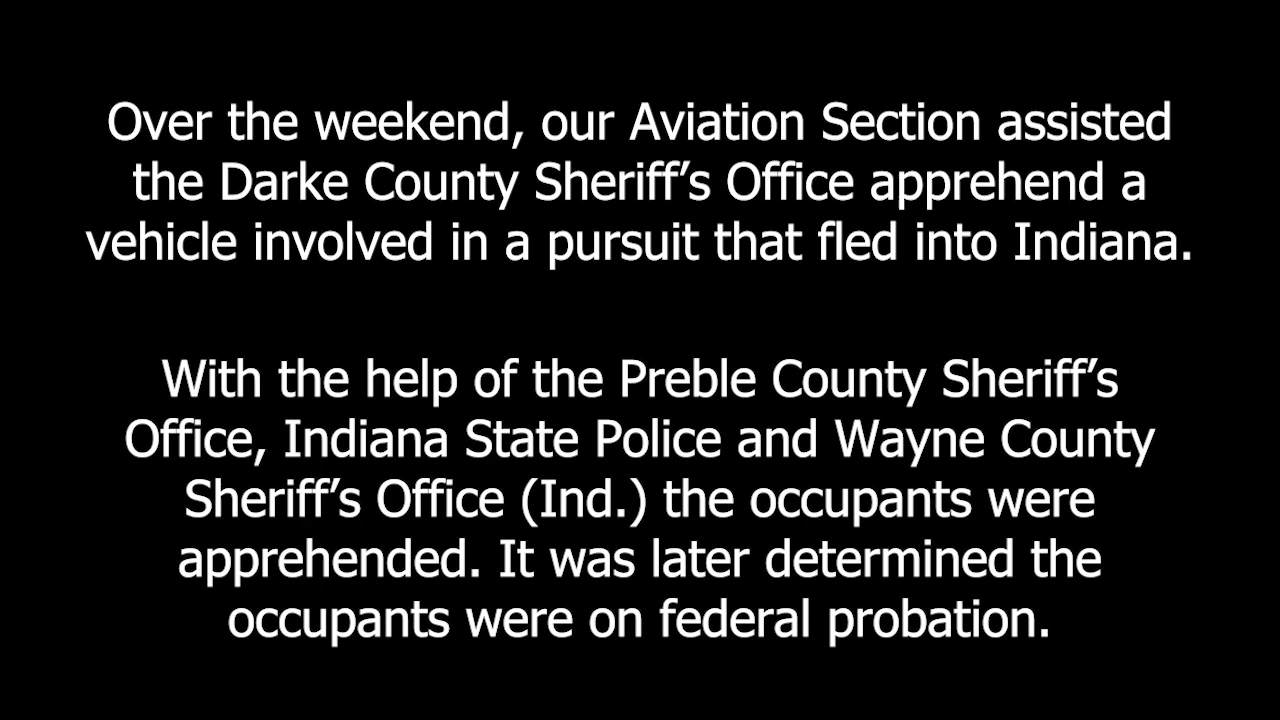 Over the weekend, our Aviation Section assisted
the Darke County Sheriff’s Office apprehend a
vehicle involved in a pursuit that fled into Indiana.
With the help of the Preble County Sheriff’s
Office, Indiana State Police and Wayne County
Sheriff’s Office (Ind.) the occupants were
apprehended. It was later determined the
occupants were on federal probation.